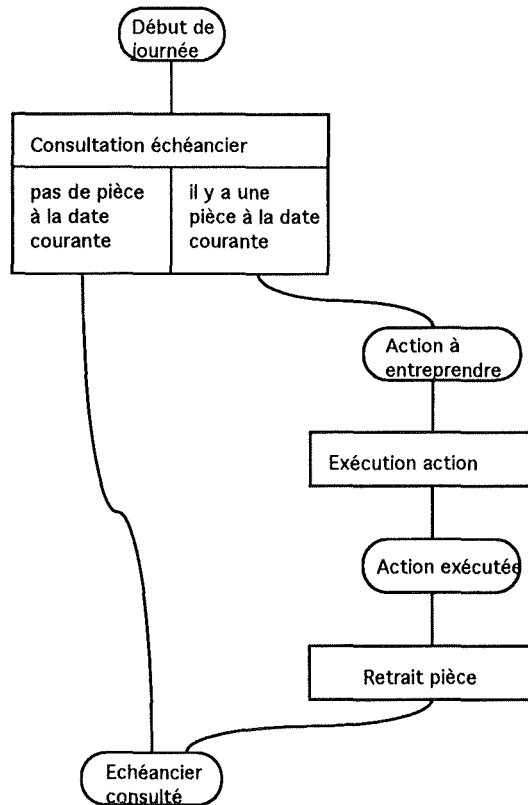 Début de
journée
Consultation échéancier
pas de pièce
à la date
courante
il y a une
pièce à la date
courante
Action à
entreprendre
Exécution action
Action exécutée
Retrait pièce
Echéancier
consulté